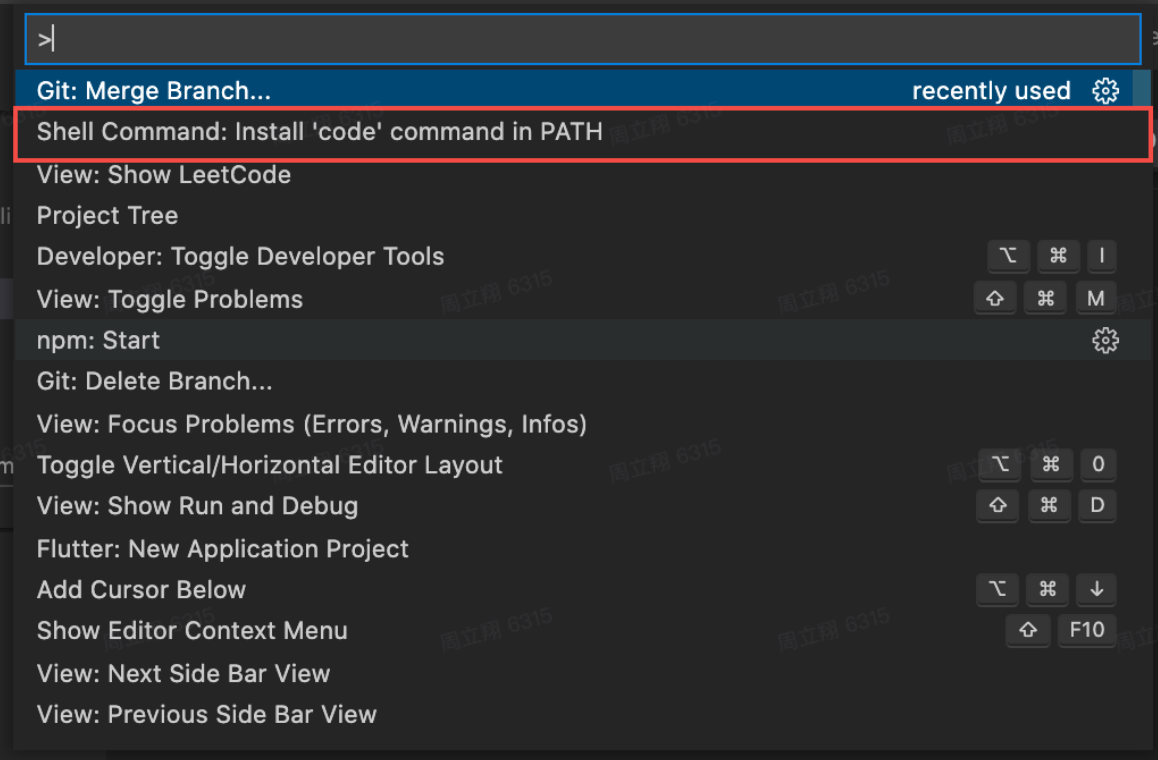 >
Git: Merge Branch... recently used
Shell Command: Install 'code' command in PATH
View: Show LeetCode
Project Tree
Developer: Toggle Developer Tools ⌥ ⌘ I
View: Toggle Problems ⇧ ⌘ M
npm: Start
Git: Delete Branch...
View: Focus Problems (Errors, Warnings, Infos)
Toggle Vertical/Horizontal Editor Layout ⌥ ⌘ 0
View: Show Run and Debug ⇧ ⌘ D
Flutter: New Application Project
Add Cursor Below ⌥ ⌘ ↓
Show Editor Context Menu ⇧ F10
View: Next Side Bar View
View: Previous Side Bar View
周立翔 6315